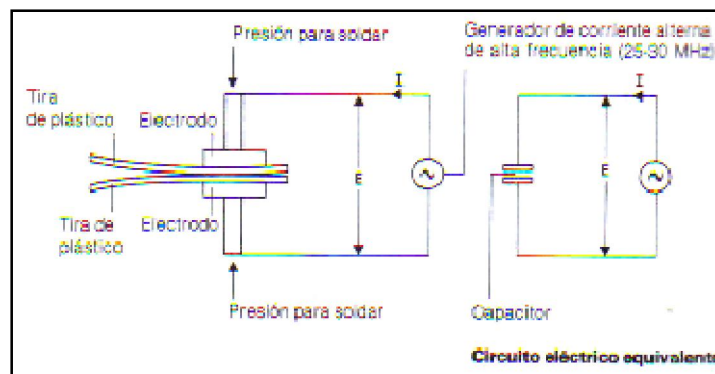 Presión para soldar
Generador de corriente alterna
de alta frecuencia (25-30 MHz)
I
I
Tira
de plástico
Electrodo
E
E
Tira de
plástico
Electrodo
Presión para soldar
Capacitor
Circuito eléctrico equivalente